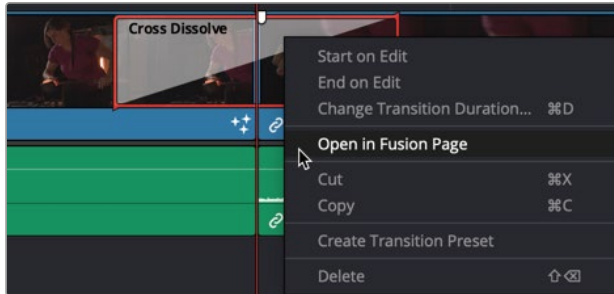 Cross Dissolve
Start on Edit
End on Edit
Change Transition Duration... ⌘D
Open in Fusion Page
Cut ⌘X
Copy ⌘C
Create Transition Preset
Delete ⇧⌫